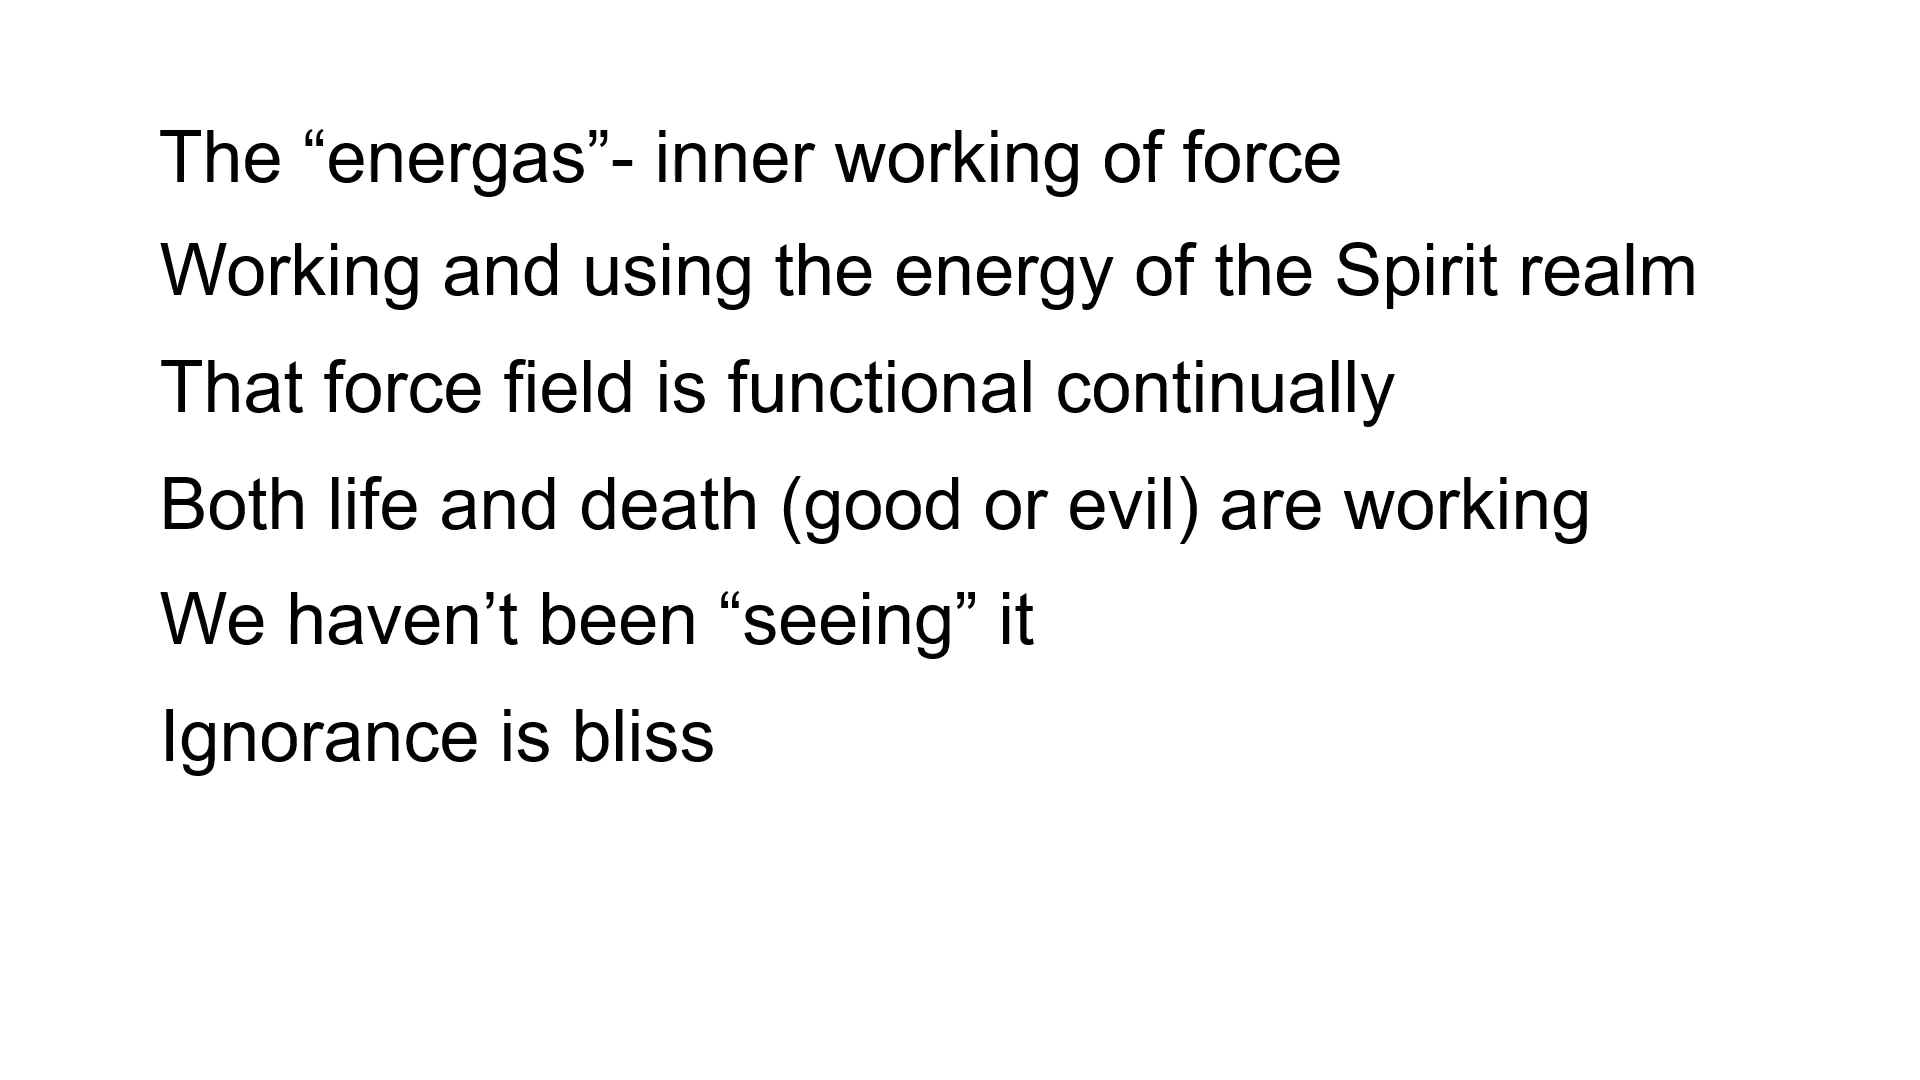 The “energas”- inner working of force
Working and using the energy of the Spirit realm
That force field is functional continually
Both life and death (good or evil) are working
We haven’t been “seeing” it
Ignorance is bliss